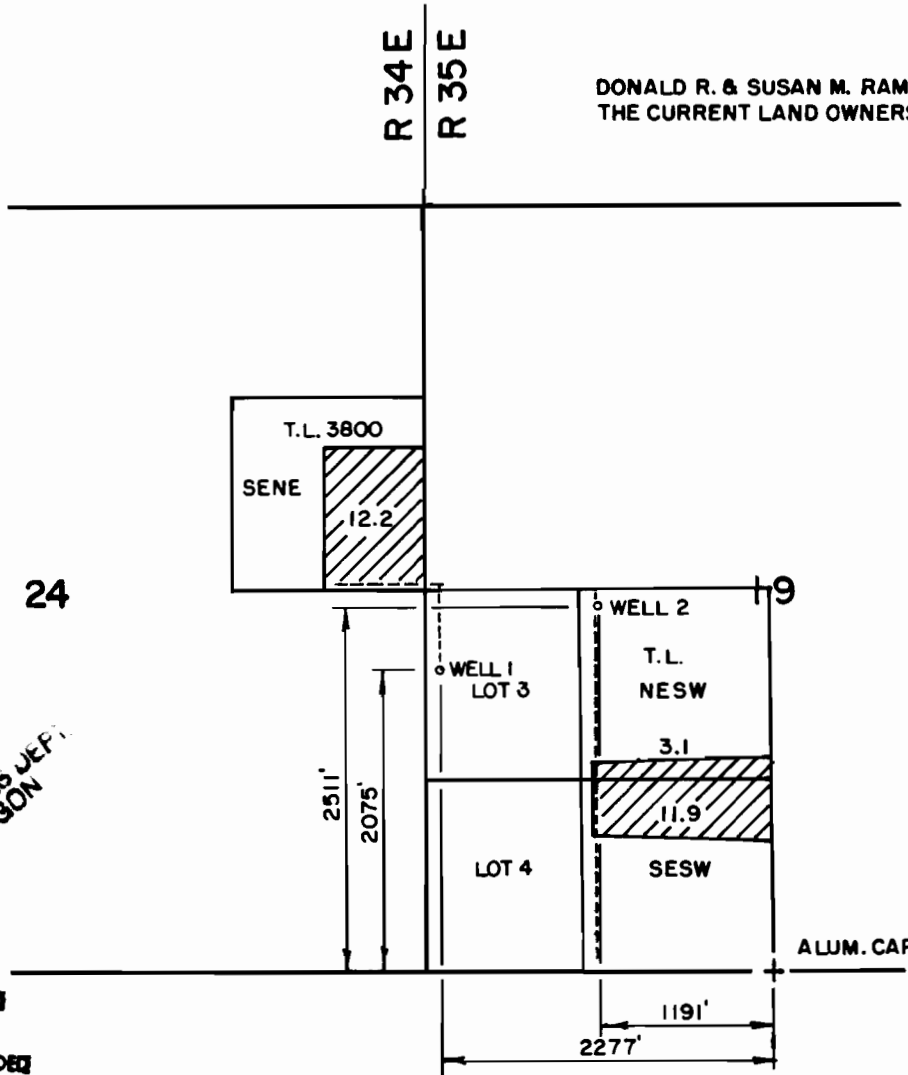 R 34 E
R 35 E
DONALD R. & SUSAN M. RAM
THE CURRENT LAND OWNERS
T.L. 3800
SENE
12.2
24
19
WELL 2
WELL 1
LOT 3
T.L.
NESW
3.1
11.9
2511'
2075'
LOT 4
SESW
ALUM. CAP
1191'
2277'